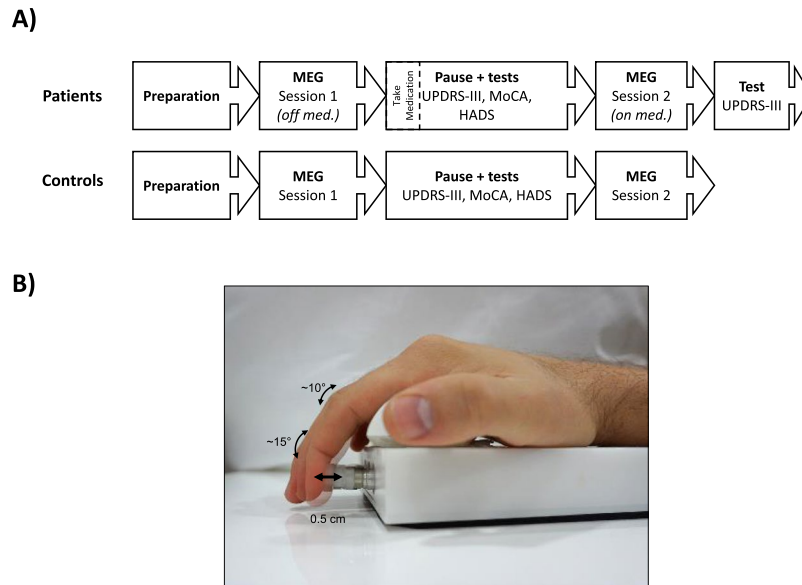 A)
Patients
Preparation
MEG
Session 1
(off med.)
Take
Medication
Pause + tests
UPDRS-III, MoCA,
HADS
MEG
Session 2
(on med.)
Test
UPDRS-III
Controls
Preparation
MEG
Session 1
Pause + tests
UPDRS-III, MoCA, HADS
MEG
Session 2
B)
~10°
~15°
0.5 cm